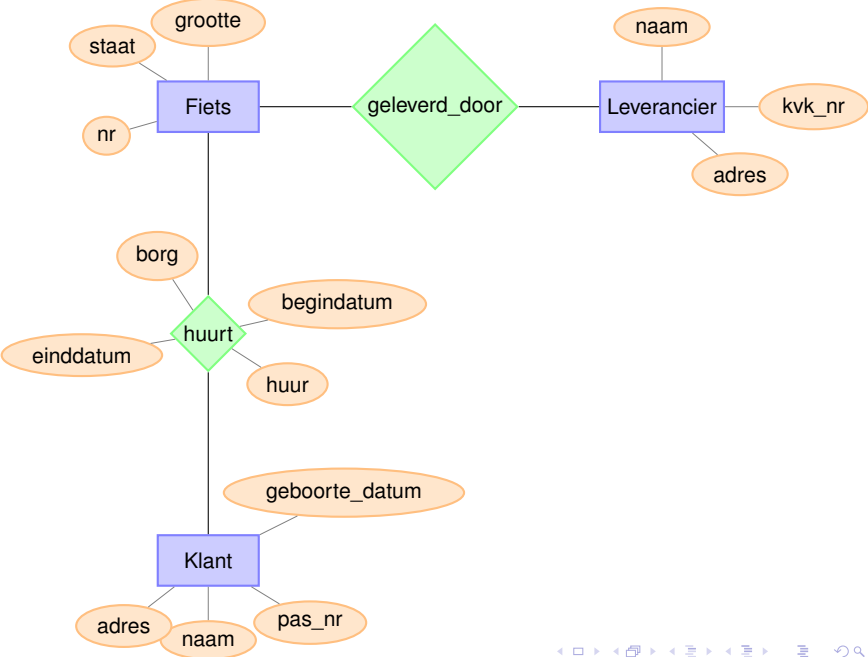 grootte
naam
staat
Fiets
geleverd_door
Leverancier
kvk_nr
nr
adres
borg
begindatum
huurt
einddatum
huur
geboorte_datum
Klant
adres
naam
pas_nr